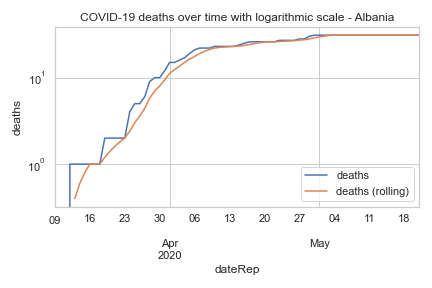 COVID-19 deaths over time with logarithmic scale - Albania
deaths
10¹
10⁰
deaths
deaths (rolling)
09 16 23 30 06 13 20 27 04 11 18
Apr May
2020
dateRep